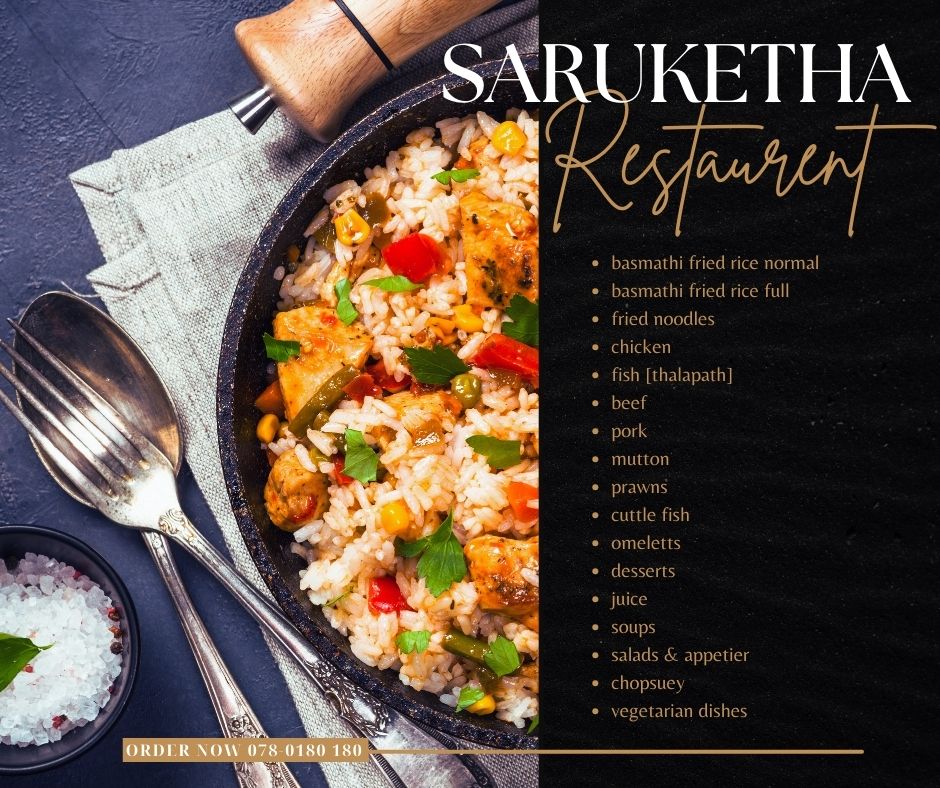 SARUKETHA
Restaurent
basmathi fried rice normal
basmathi fried rice full
fried noodles
chicken
fish [thalapath]
beef
pork
mutton
prawns
cuttle fish
omeletts
desserts
juice
soups
salads & appetier
chopsuey
vegetarian dishes
ORDER NOW 078-0180 180